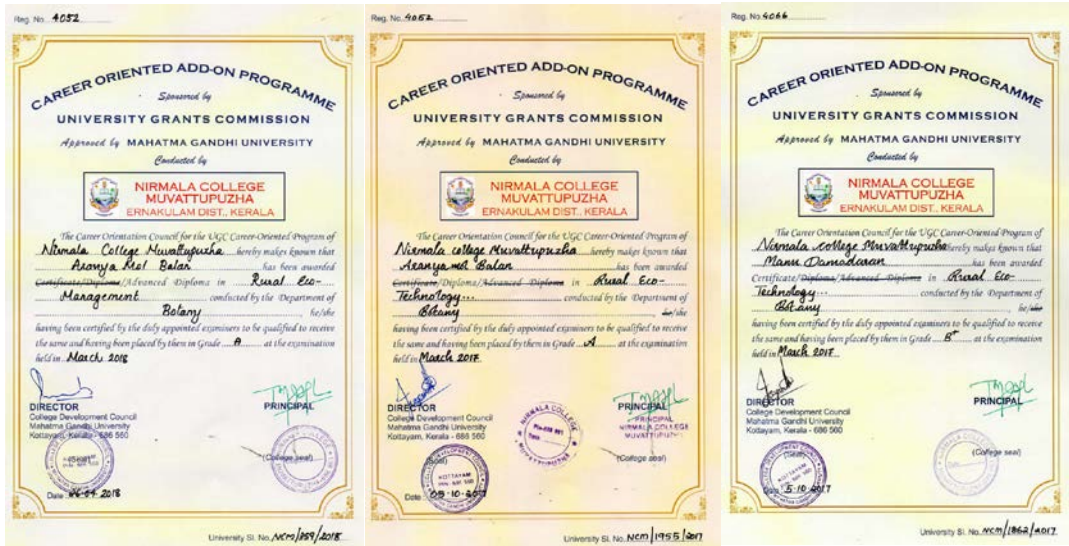 Reg. No. 4052
CAREER ORIENTED ADD-ON PROGRAMME
Sponsored by
UNIVERSITY GRANTS COMMISSION
Approved by MAHATMA GANDHI UNIVERSITY
Conducted by
NIRMALA COLLEGE
MUVATTUPUZHA
ERNAKULAM DIST., KERALA
The Career Orientation Council for the UGC Career-Oriented Program of
Nirmala College Muvattupuzha hereby makes known that
Aranya Mol Balan has been awarded
Certificate/Diploma/Advanced Diploma in Rural Eco-
Management conducted by the Department of
Botany he/she
having been certified by the duly appointed examiners to be qualified to receive
the same and having been placed by them in Grade A at the examination
held in March 2018
DIRECTOR
College Development Council
Mahatma Gandhi University
Kottayam, Kerala - 686 560
PRINCIPAL
(Seal)
(College seal)
Date: 26-04-2018
University Sl. No. NCM/259/2018
Reg. No. 4052
CAREER ORIENTED ADD-ON PROGRAMME
Sponsored by
UNIVERSITY GRANTS COMMISSION
Approved by MAHATMA GANDHI UNIVERSITY
Conducted by
NIRMALA COLLEGE
MUVATTUPUZHA
ERNAKULAM DIST., KERALA
The Career Orientation Council for the UGC Career-Oriented Program of
Nirmala college Muvattupuzha hereby makes known that
Aranya mol Balan has been awarded
Certificate/Diploma/Advanced Diploma in Rural Eco-
Technology... conducted by the Department of
Botany , he/she
having been certified by the duly appointed examiners to be qualified to receive
the same and having been placed by them in Grade A at the examination
held in March 2017
DIRECTOR
College Development Council
Mahatma Gandhi University
Kottayam, Kerala - 686 560
PRINCIPAL
PRINCIPAL
NIRMALA COLLEGE
MUVATTUPUZHA
NIRMALA COLLEGE
MUVATTUPUZHA
(Seal)
(College seal)
KOTTAYAM
Date: 05-10-2017
University Sl. No. NCM/1955/2017
Reg. No. 4066
CAREER ORIENTED ADD-ON PROGRAMME
Sponsored by
UNIVERSITY GRANTS COMMISSION
Approved by MAHATMA GANDHI UNIVERSITY
Conducted by
NIRMALA COLLEGE
MUVATTUPUZHA
ERNAKULAM DIST., KERALA
The Career Orientation Council for the UGC Career-Oriented Program of
Nirmala college Muvattupuzha hereby makes known that
Manu Damodaran has been awarded
Certificate/Diploma/Advanced Diploma in Rural Eco-
Technology... conducted by the Department of
Botany he/she
having been certified by the duly appointed examiners to be qualified to receive
the same and having been placed by them in Grade B+ at the examination
held in March 2017
DIRECTOR
College Development Council
Mahatma Gandhi University
Kottayam, Kerala - 686 560
PRINCIPAL
(Seal)
(College seal)
KOTTAYAM
Date: 5-10-2017
University Sl. No. NCM/1862/2017